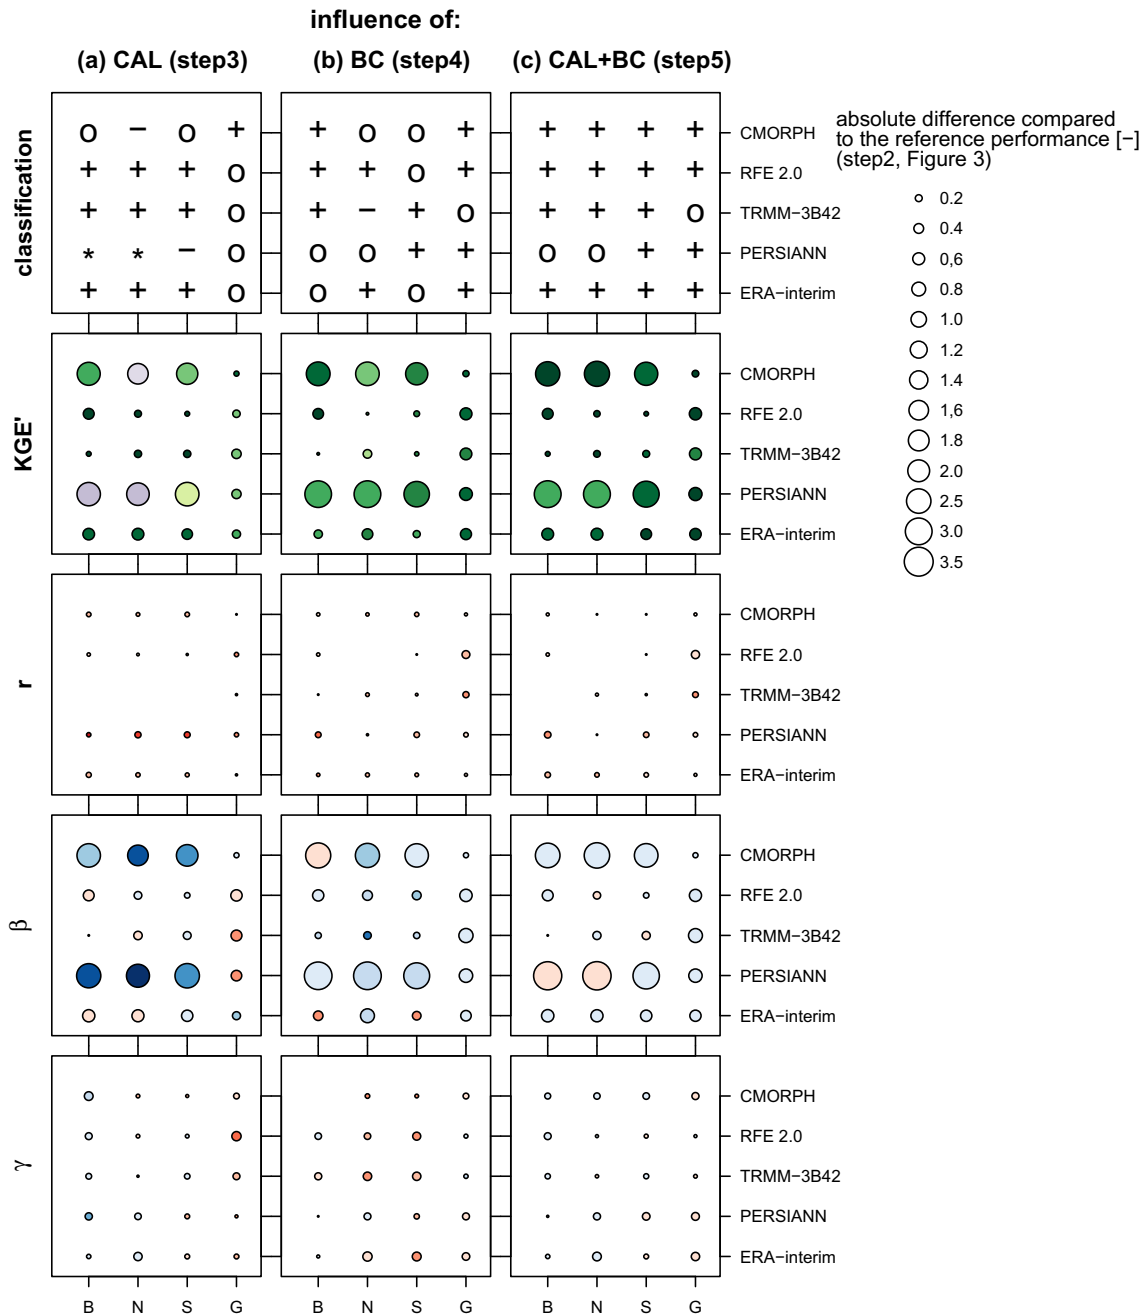 influence of:
(a) CAL (step3) (b) BC (step4) (c) CAL+BC (step5)
classification
o − o + + o o + + + + + CMORPH
+ + + o + + o + + + + + RFE 2.0
+ + + o + − + o + + + o TRMM−3B42
* * − o o o + + o o + + PERSIANN
+ + + o o + o + + + + + ERA−interim
absolute difference compared
to the reference performance [−]
(step2, Figure 3)
0.2
0.4
0,6
0.8
1.0
1.2
1.4
1,6
1.8
2.0
2.5
3.0
3.5
KGE'
CMORPH
RFE 2.0
TRMM−3B42
PERSIANN
ERA−interim
r
CMORPH
RFE 2.0
TRMM−3B42
PERSIANN
ERA−interim
β
CMORPH
RFE 2.0
TRMM−3B42
PERSIANN
ERA−interim
γ
CMORPH
RFE 2.0
TRMM−3B42
PERSIANN
ERA−interim
B N S G B N S G B N S G